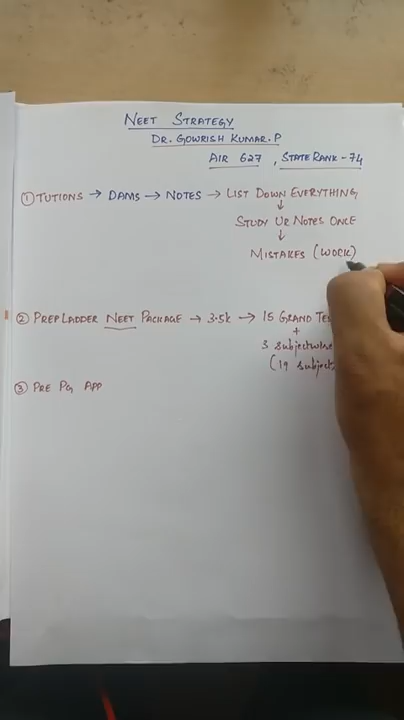 NEET STRATEGY
DR. GOWRISH KUMAR. P
AIR 627, STATE RANK - 74
① TUTIONS → DAMS → NOTES → LIST DOWN EVERYTHING
↓
STUDY UR NOTES ONCE
↓
MISTAKES (WORK)
② PREPLADDER NEET PACKAGE → 3.5k → 15 GRAND TES
+
3 subjectwise
(19 subject
③ PRE PG APP